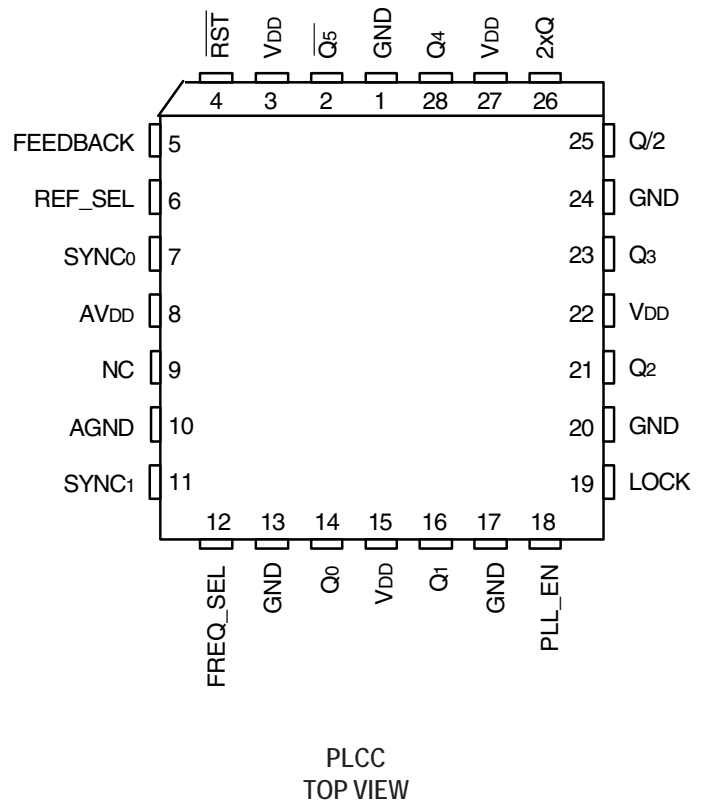 R̅S̅T̅ VDD Q̅5 GND Q4 VDD 2xQ
4 3 2 1 28 27 26
FEEDBACK 5 25 Q/2
REF_SEL 6 24 GND
SYNC0 7 23 Q3
AVDD 8 22 VDD
NC 9 21 Q2
AGND 10 20 GND
SYNC1 11 19 LOCK
12 13 14 15 16 17 18
FREQ_SEL GND Q0 VDD Q1 GND PLL_EN
PLCC
TOP VIEW